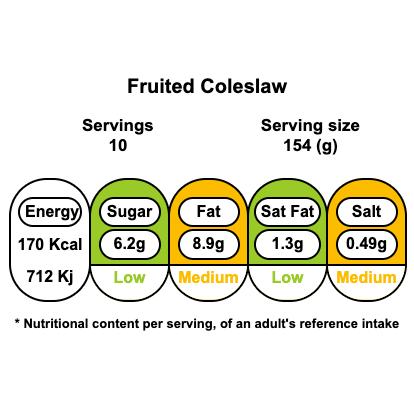 Fruited Coleslaw
Servings
10
Serving size
154 (g)
Energy
170 Kcal
712 Kj
Sugar
6.2g
Low
Fat
8.9g
Medium
Sat Fat
1.3g
Low
Salt
0.49g
Medium
* Nutritional content per serving, of an adult's reference intake